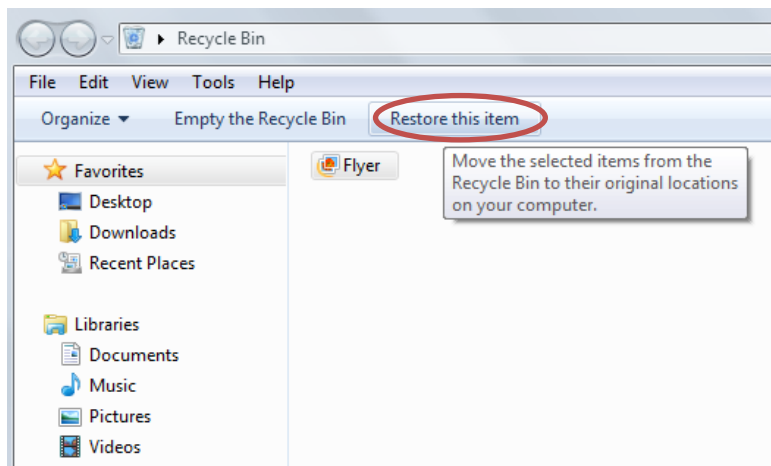 Recycle Bin
File Edit View Tools Help
Organize Empty the Recycle Bin Restore this item
Favorites
Desktop
Downloads
Recent Places
Libraries
Documents
Music
Pictures
Videos
Flyer
Move the selected items from the
Recycle Bin to their original locations
on your computer.